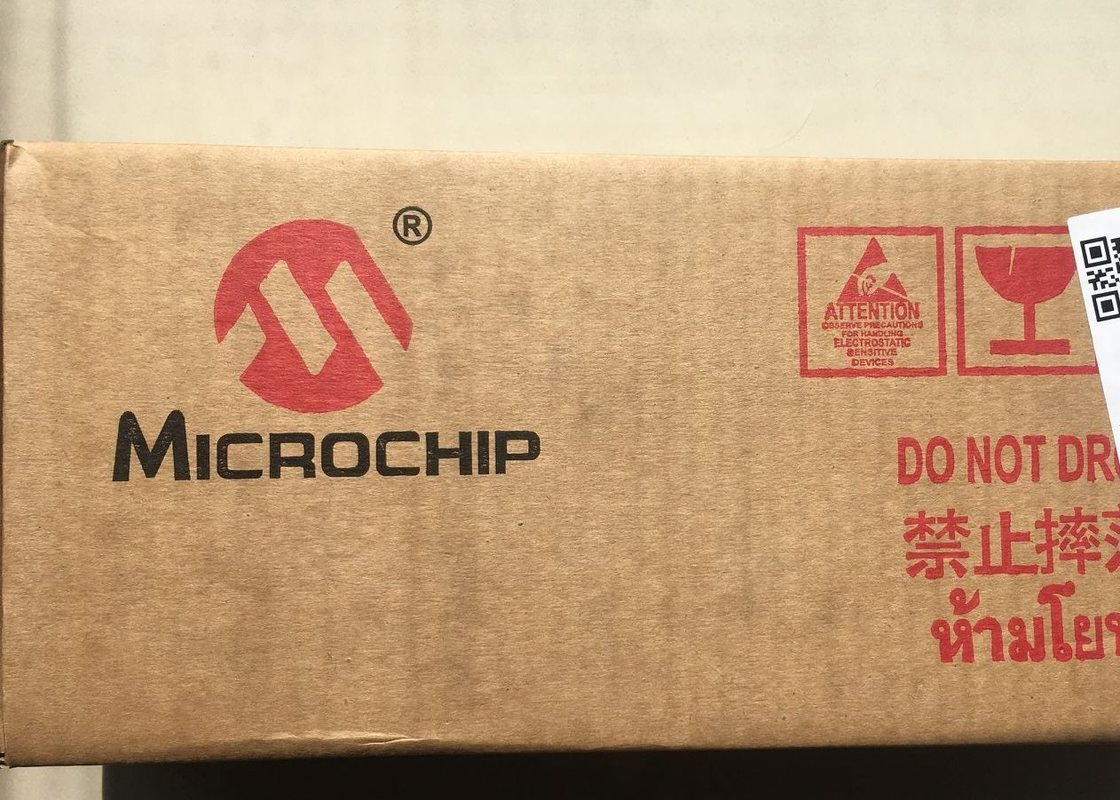 ®
MICROCHIP
ATTENTION
OBSERVE PRECAUTIONS
FOR HANDLING
ELECTROSTATIC
SENSITIVE
DEVICES
DO NOT
禁止摔
ห้ามโย